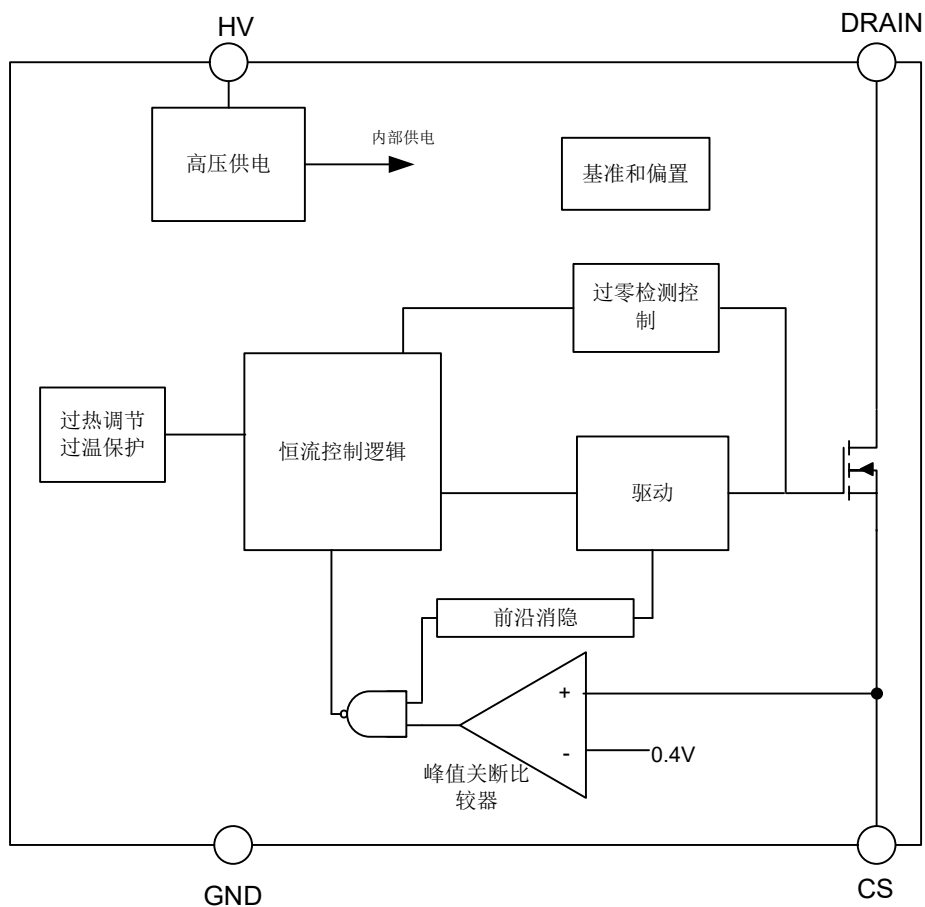 HV
DRAIN
高压供电
内部供电
基准和偏置
过零检测控
制
过热调节
过温保护
恒流控制逻辑
驱动
前沿消隐
+
-
0.4V
峰值关断比
较器
GND
CS